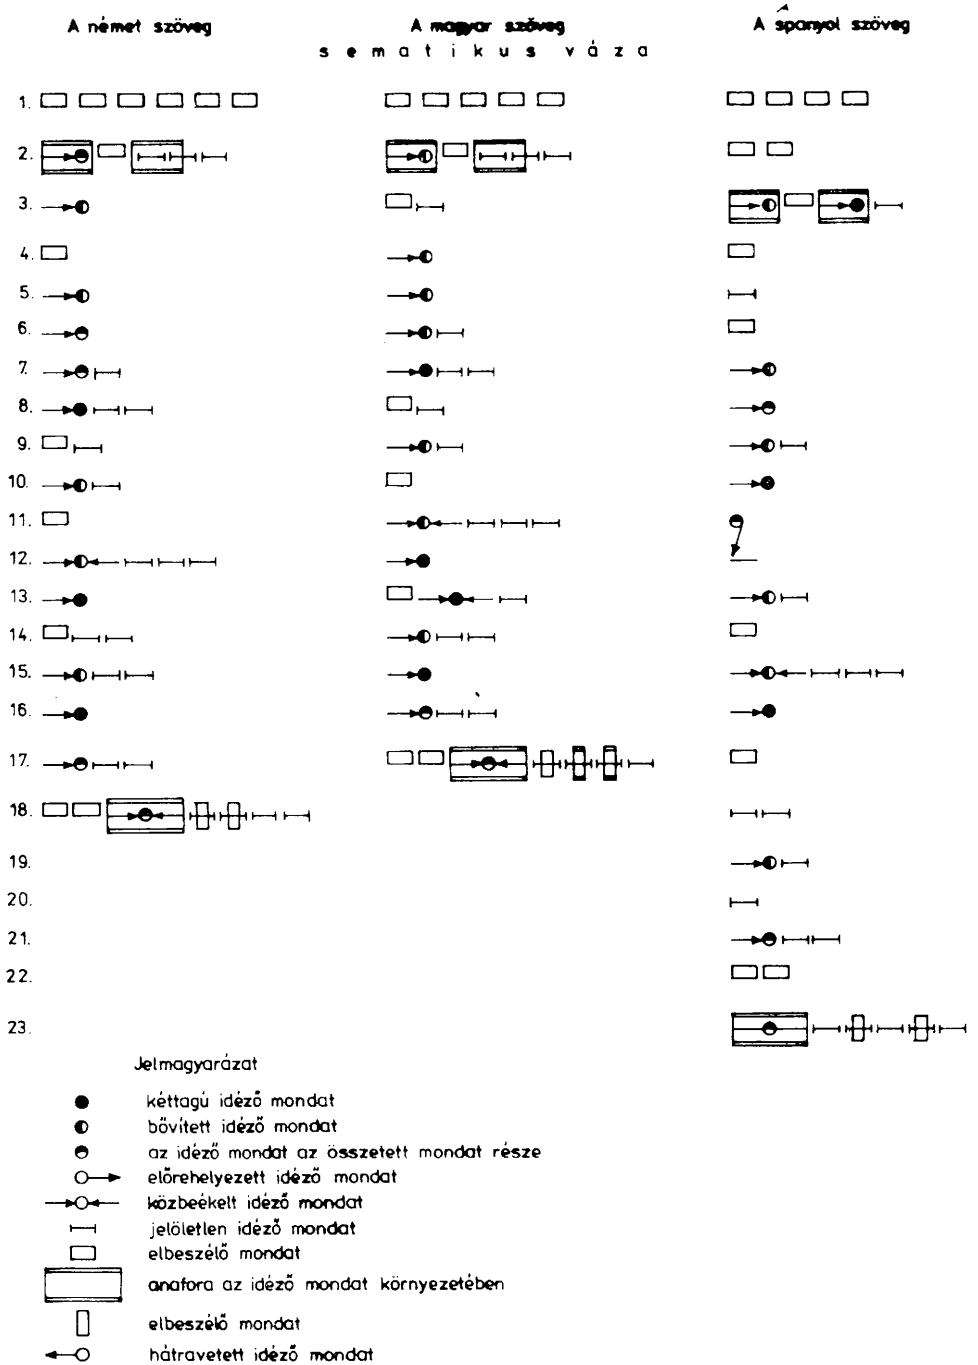 A német szöveg A magyar szöveg A spanyol szöveg
sematikus váza
1.
2.
3.
4.
5.
6.
7.
8.
9.
10.
11.
12.
13.
14.
15.
16.
17.
18.
19.
20.
21.
22.
23.
Jelmagyarázat
kéttagú idéző mondat
bővített idéző mondat
az idéző mondat az összetett mondat része
előrehelyezett idéző mondat
közbeékelt idéző mondat
jelöletlen idéző mondat
elbeszélő mondat
anafora az idéző mondat környezetében
elbeszélő mondat
hátravetett idéző mondat